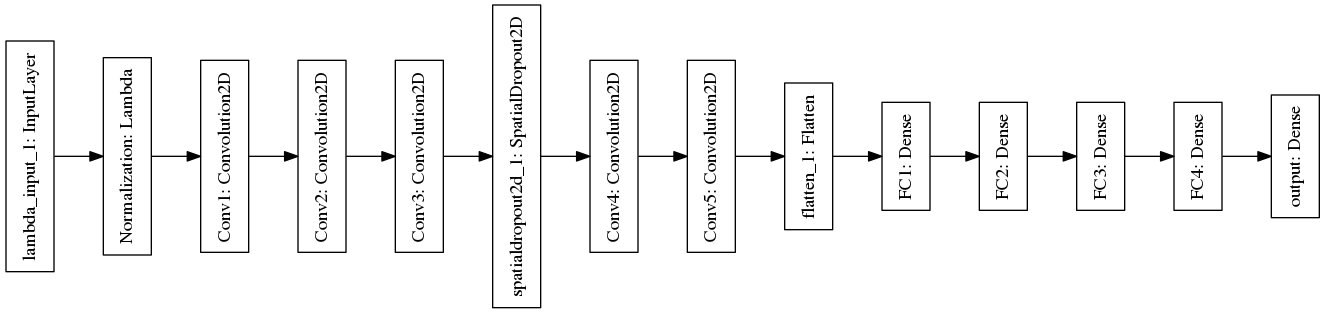 lambda_input_1: InputLayer
Normalization: Lambda
Conv1: Convolution2D
Conv2: Convolution2D
Conv3: Convolution2D
spatialdropout2d_1: SpatialDropout2D
Conv4: Convolution2D
Conv5: Convolution2D
flatten_1: Flatten
FC1: Dense
FC2: Dense
FC3: Dense
FC4: Dense
output: Dense